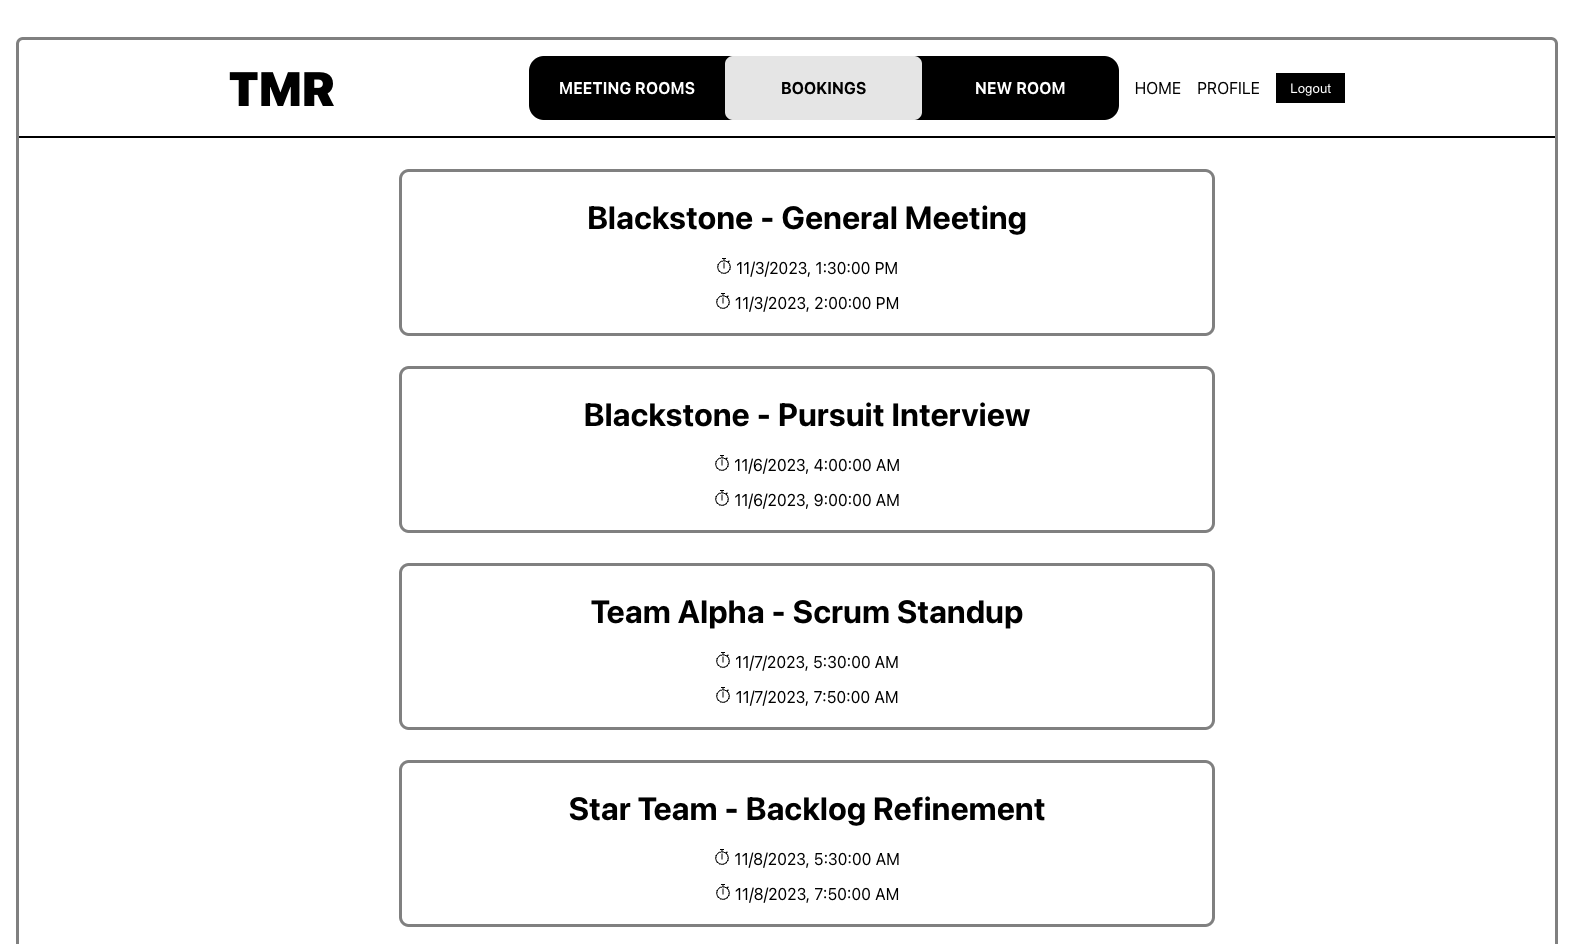 TMR
MEETING ROOMS
BOOKINGS
NEW ROOM
HOME
PROFILE
Logout
Blackstone - General Meeting
⏱ 11/3/2023, 1:30:00 PM
⏱ 11/3/2023, 2:00:00 PM
Blackstone - Pursuit Interview
⏱ 11/6/2023, 4:00:00 AM
⏱ 11/6/2023, 9:00:00 AM
Team Alpha - Scrum Standup
⏱ 11/7/2023, 5:30:00 AM
⏱ 11/7/2023, 7:50:00 AM
Star Team - Backlog Refinement
⏱ 11/8/2023, 5:30:00 AM
⏱ 11/8/2023, 7:50:00 AM